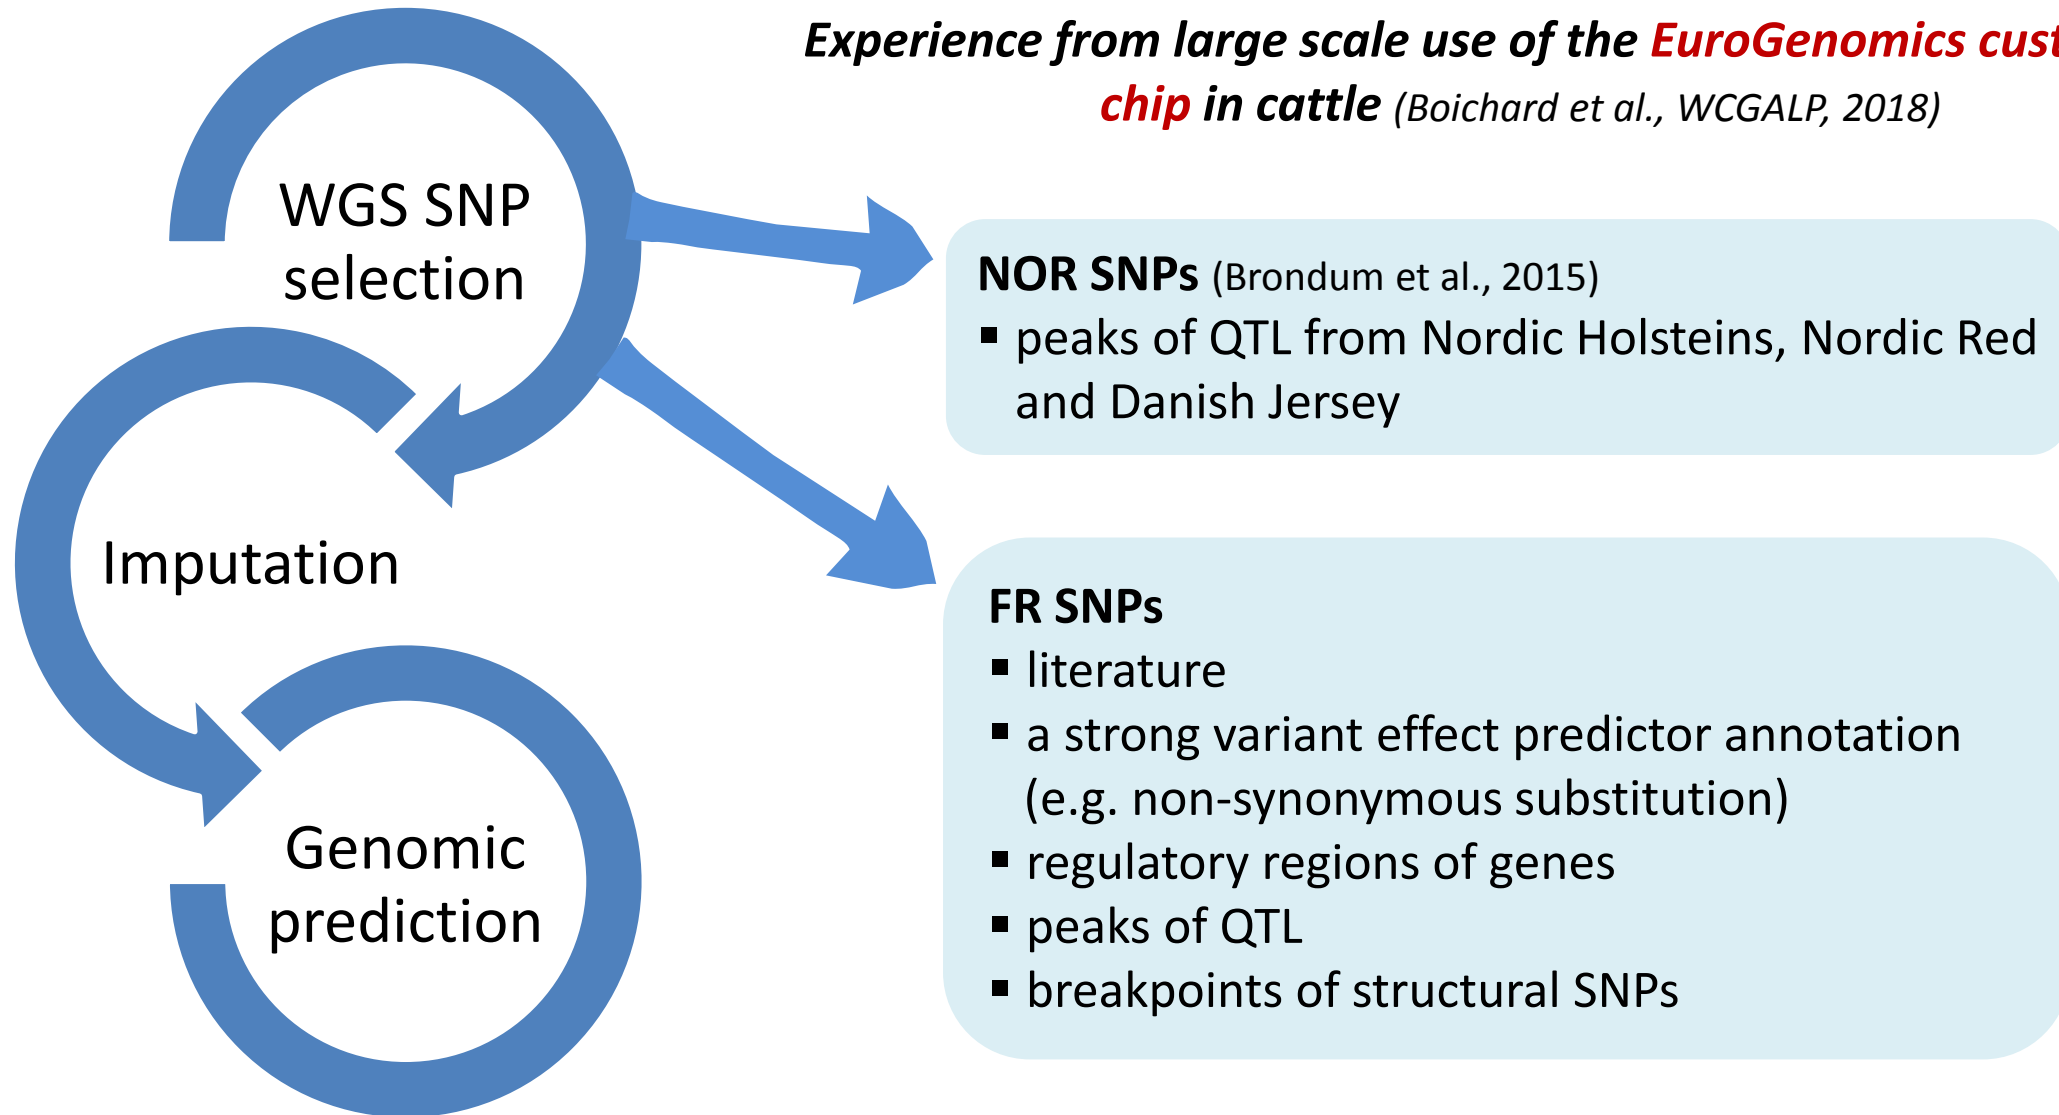 Experience from large scale use of the EuroGenomics cust
chip in cattle (Boichard et al., WCGALP, 2018)
WGS SNP
selection
NOR SNPs (Brondum et al., 2015)
▪ peaks of QTL from Nordic Holsteins, Nordic Red
and Danish Jersey
Imputation
FR SNPs
▪ literature
▪ a strong variant effect predictor annotation
(e.g. non-synonymous substitution)
▪ regulatory regions of genes
▪ peaks of QTL
▪ breakpoints of structural SNPs
Genomic
prediction